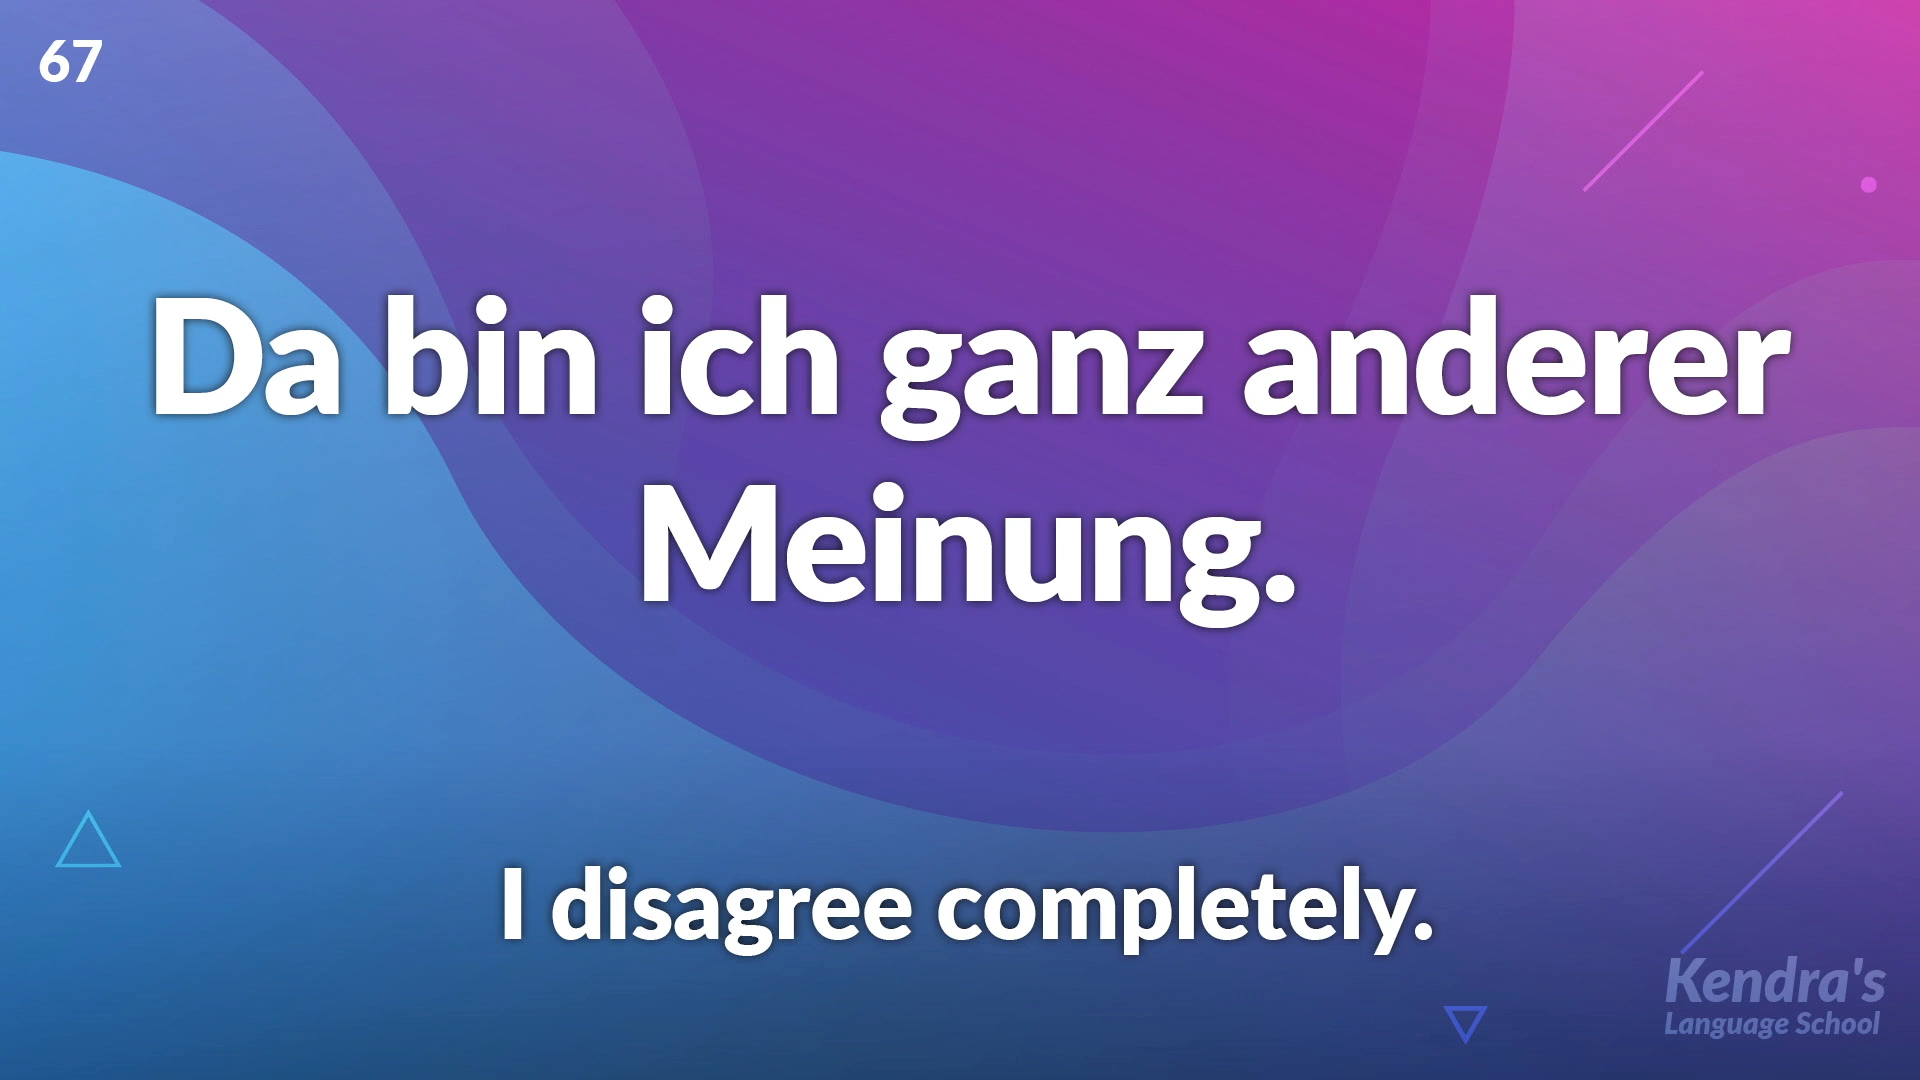 67
Da bin ich ganz anderer
Meinung.
I disagree completely.
Kendra's
Language School